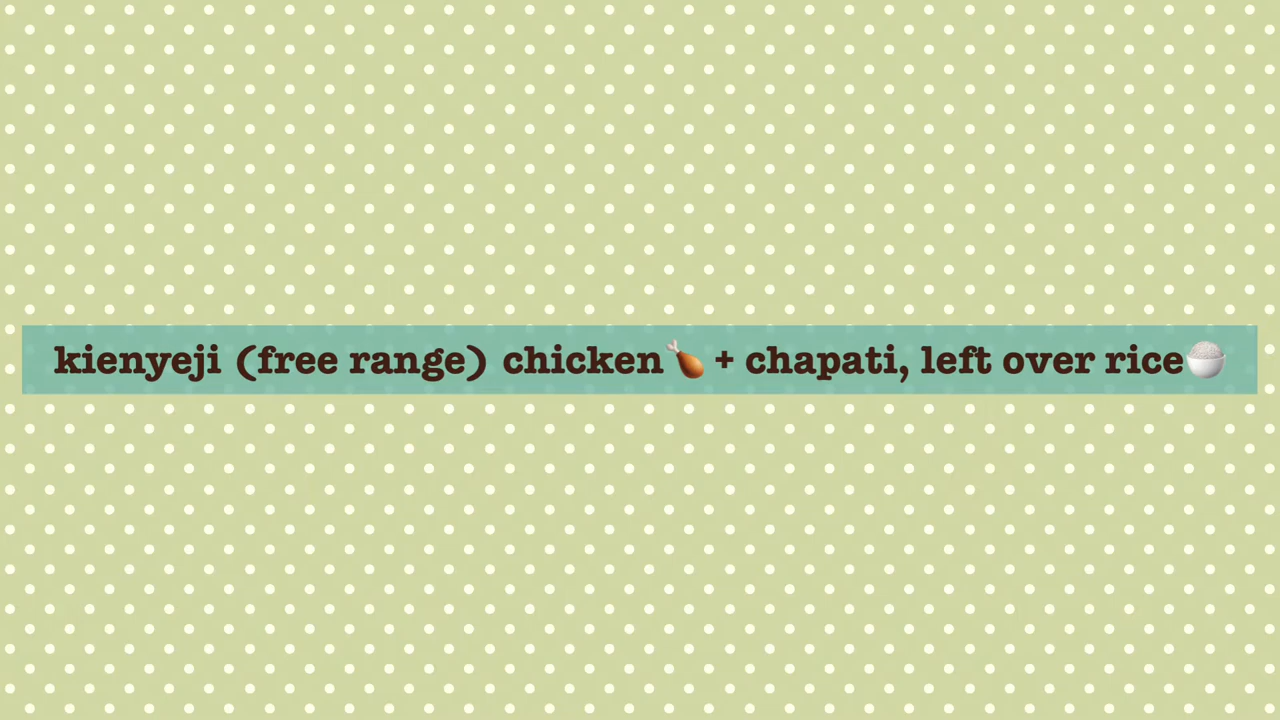 kienyeji (free range) chicken🍗 + chapati, left over rice🍚